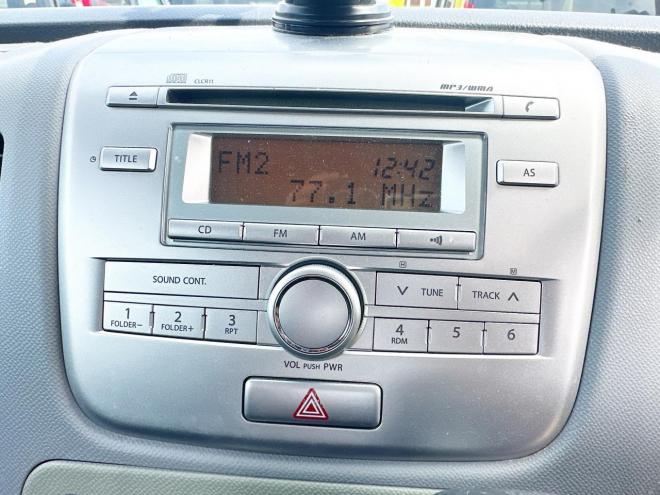 CLCR11
MP3/WMA
TITLE
AS
FM2 12:42
77.1 MHz
CD FM AM
SOUND CONT.
∨ TUNE TRACK ∧
1 2 3
FOLDER− FOLDER+ RPT
4 5 6
RDM
VOL PUSH PWR